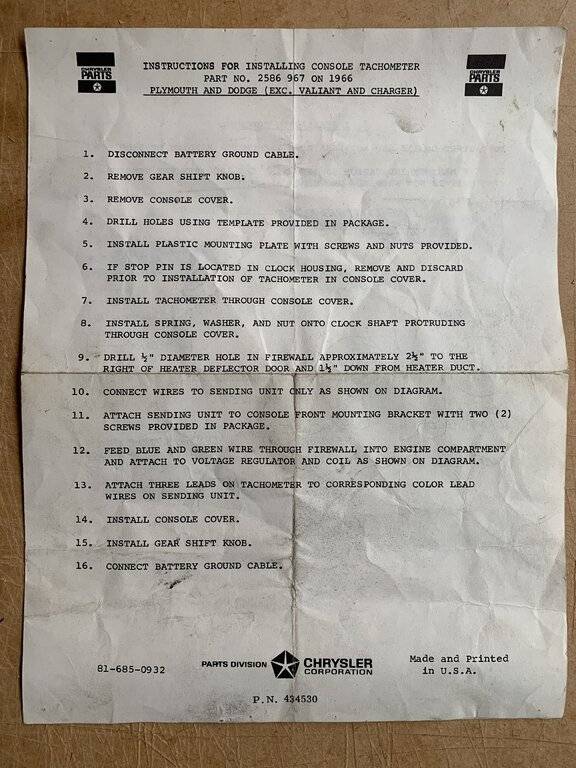 CHRYSLER
PARTS
INSTRUCTIONS FOR INSTALLING CONSOLE TACHOMETER
PART NO. 2586 967 ON 1966
PLYMOUTH AND DODGE (EXC. VALIANT AND CHARGER)
CHRYSLER
PARTS
1. DISCONNECT BATTERY GROUND CABLE.
2. REMOVE GEAR SHIFT KNOB.
3. REMOVE CONSOLE COVER.
4. DRILL HOLES USING TEMPLATE PROVIDED IN PACKAGE.
5. INSTALL PLASTIC MOUNTING PLATE WITH SCREWS AND NUTS PROVIDED.
6. IF STOP PIN IS LOCATED IN CLOCK HOUSING, REMOVE AND DISCARD
PRIOR TO INSTALLATION OF TACHOMETER IN CONSOLE COVER.
7. INSTALL TACHOMETER THROUGH CONSOLE COVER.
8. INSTALL SPRING, WASHER, AND NUT ONTO CLOCK SHAFT PROTRUDING
THROUGH CONSOLE COVER.
9. DRILL ½" DIAMETER HOLE IN FIREWALL APPROXIMATELY 2½" TO THE
RIGHT OF HEATER DEFLECTOR DOOR AND 1½" DOWN FROM HEATER DUCT.
10. CONNECT WIRES TO SENDING UNIT ONLY AS SHOWN ON DIAGRAM.
11. ATTACH SENDING UNIT TO CONSOLE FRONT MOUNTING BRACKET WITH TWO (2)
SCREWS PROVIDED IN PACKAGE.
12. FEED BLUE AND GREEN WIRE THROUGH FIREWALL INTO ENGINE COMPARTMENT
AND ATTACH TO VOLTAGE REGULATOR AND COIL AS SHOWN ON DIAGRAM.
13. ATTACH THREE LEADS ON TACHOMETER TO CORRESPONDING COLOR LEAD
WIRES ON SENDING UNIT.
14. INSTALL CONSOLE COVER.
15. INSTALL GEAR SHIFT KNOB.
16. CONNECT BATTERY GROUND CABLE.
81-685-0932
PARTS DIVISION CHRYSLER
CORPORATION
Made and Printed
in U.S.A.
P.N. 434530